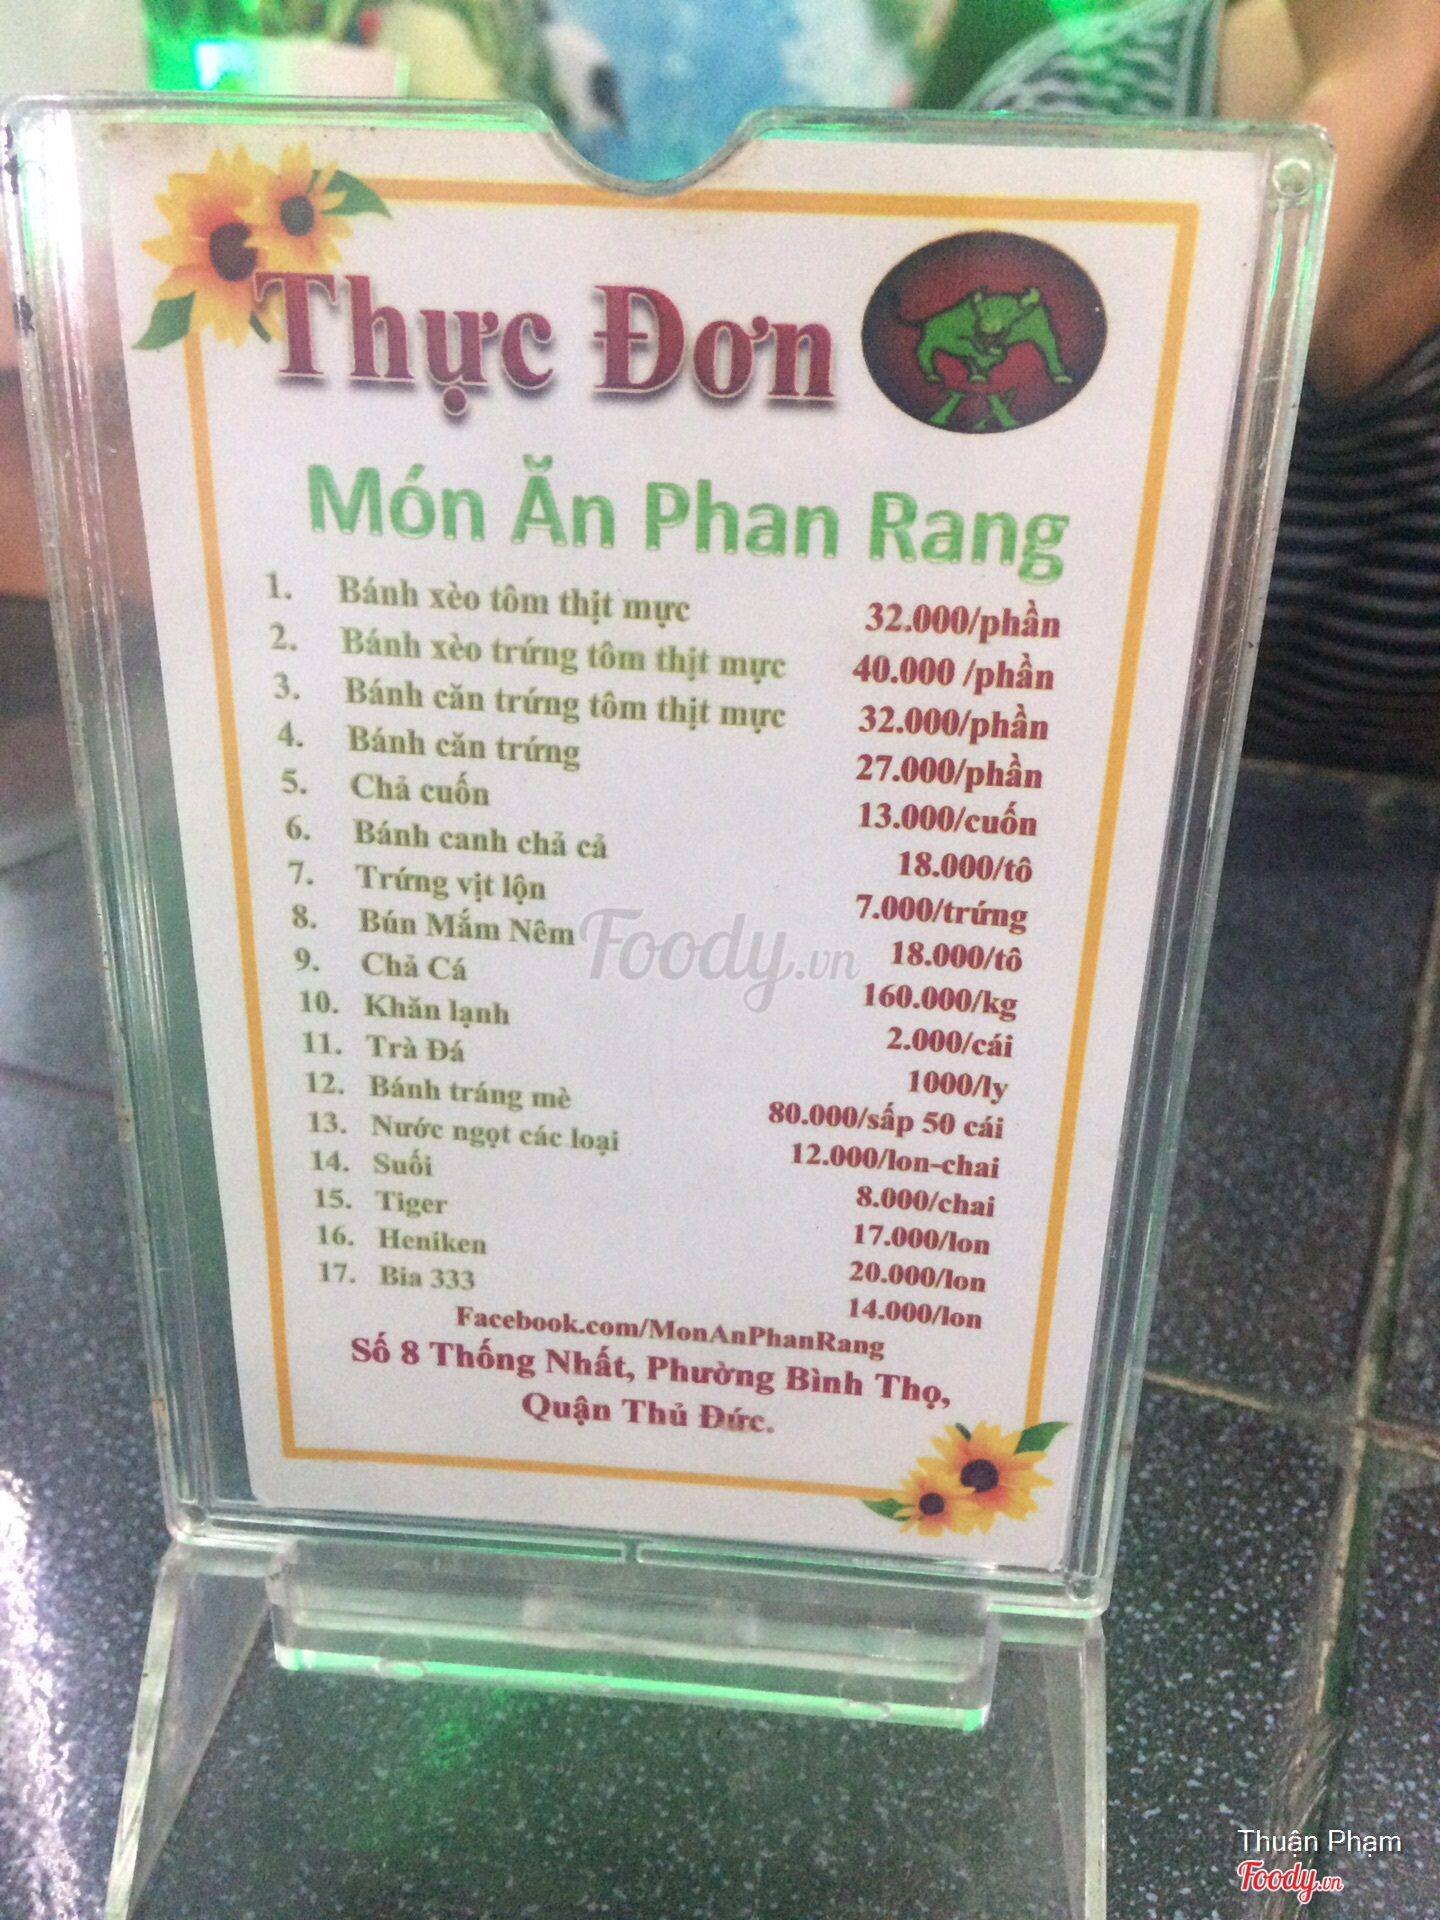 Thực Đơn
LX
Món Ăn Phan Rang
1. Bánh xèo tôm thịt mực 32.000/phần
2. Bánh xèo trứng tôm thịt mực 40.000 /phần
3. Bánh căn trứng tôm thịt mực 32.000/phần
4. Bánh căn trứng 27.000/phần
5. Chả cuốn 13.000/cuốn
6. Bánh canh chả cả 18.000/tô
7. Trứng vịt lộn 7.000/trứng
8. Bún Mắm Nêm 18.000/tô
9. Chả Cá 160.000/kg
10. Khăn lạnh 2.000/cái
11. Trà Đá 1000/ly
12. Bánh tráng mè 80.000/sấp 50 cái
13. Nước ngọt các loại 12.000/lon-chai
14. Suối 8.000/chai
15. Tiger 17.000/lon
16. Heniken 20.000/lon
17. Bia 333 14.000/lon
Facebook.com/MonAnPhanRang
Số 8 Thống Nhất, Phường Bình Thọ,
Quận Thủ Đức.
Foody.vn
Thuận Phạm
Foody.vn